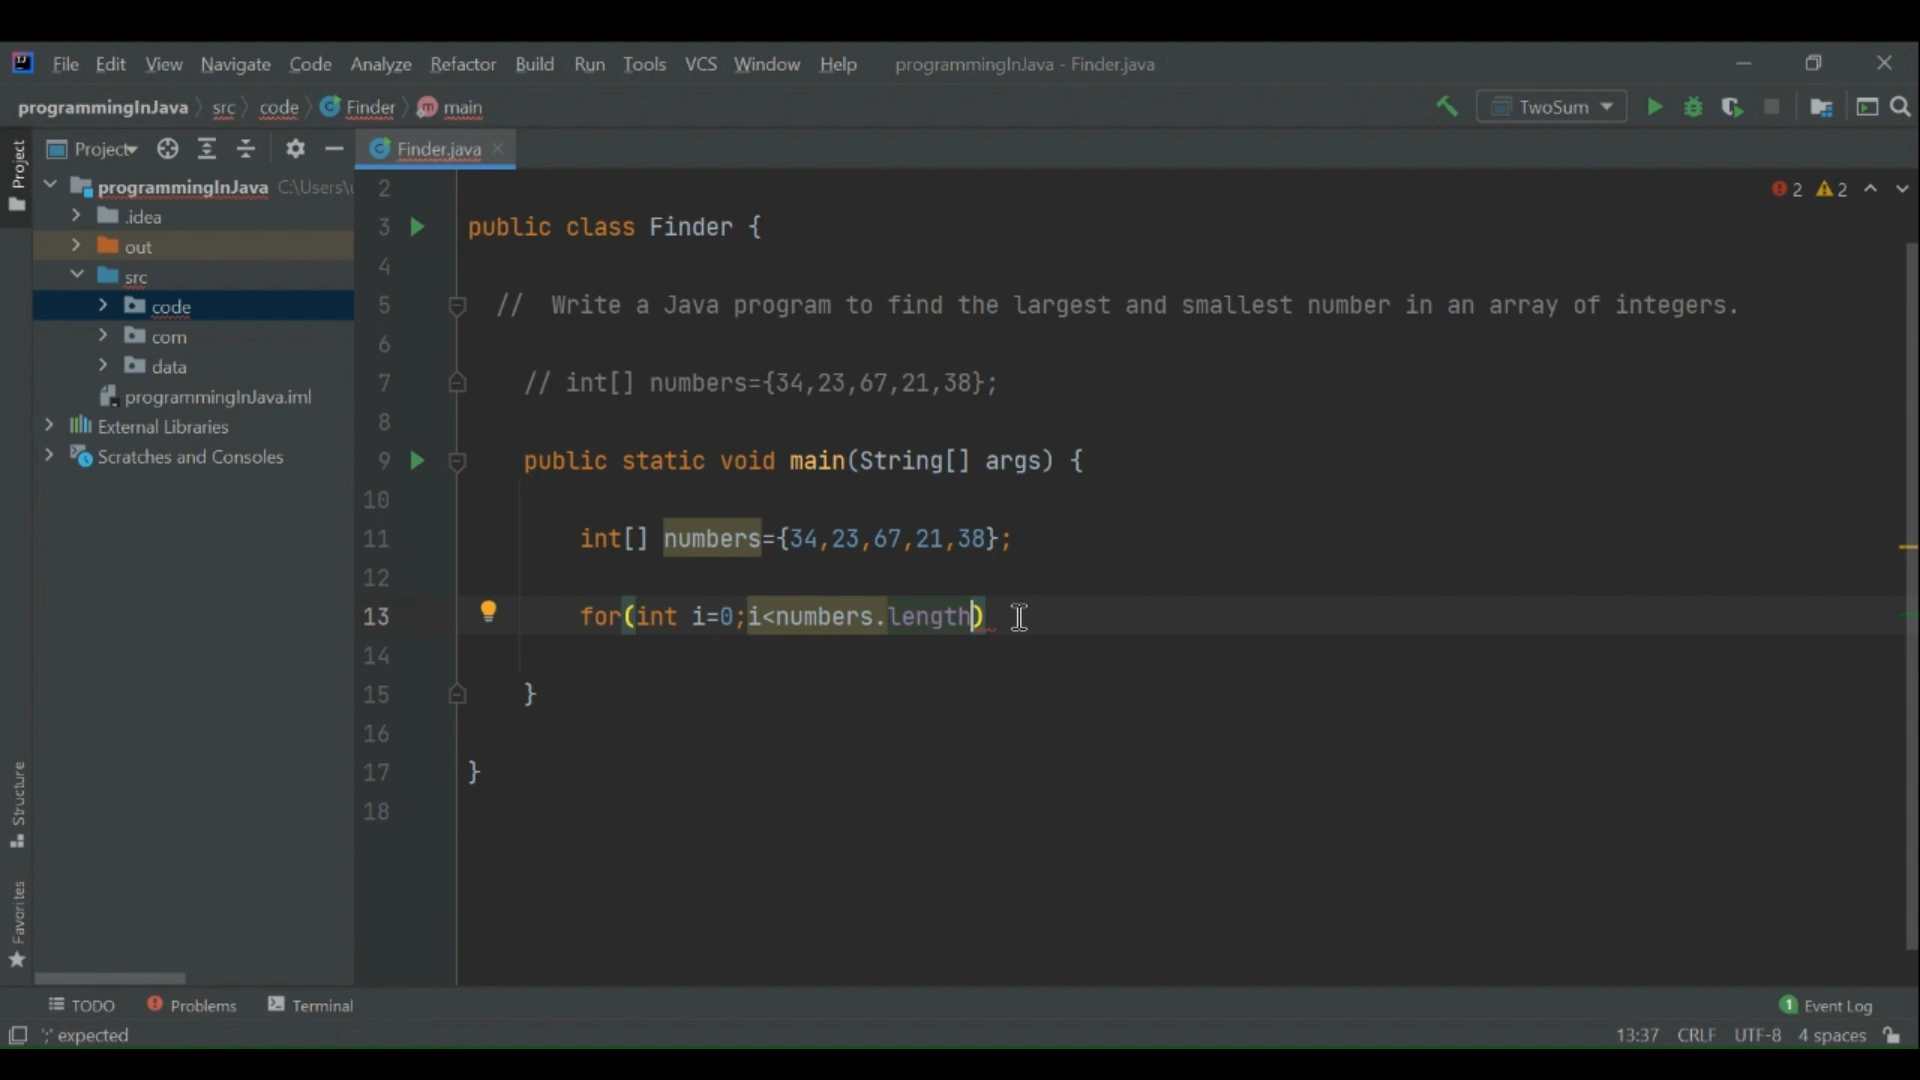 File Edit View Navigate Code Analyze Refactor Build Run Tools VCS Window Help programmingInJava - Finder.java
programmingInJava src code Finder main TwoSum
Project Project Finder.java
programmingInJava C:\Users\
2
2 2
.idea
3 public class Finder {
out
4
src
5 // Write a Java program to find the largest and smallest number in an array of integers.
code
com
6
data
7 // int[] numbers={34,23,67,21,38};
programmingInJava.iml
8
External Libraries
Scratches and Consoles
9 public static void main(String[] args) {
10
11 int[] numbers={34,23,67,21,38};
12
13 for(int i=0;i<numbers.length)
14
15 }
16
17 }
18
Structure
Favorites
TODO Problems Terminal 1 Event Log
';' expected 13:37 CRLF UTF-8 4 spaces